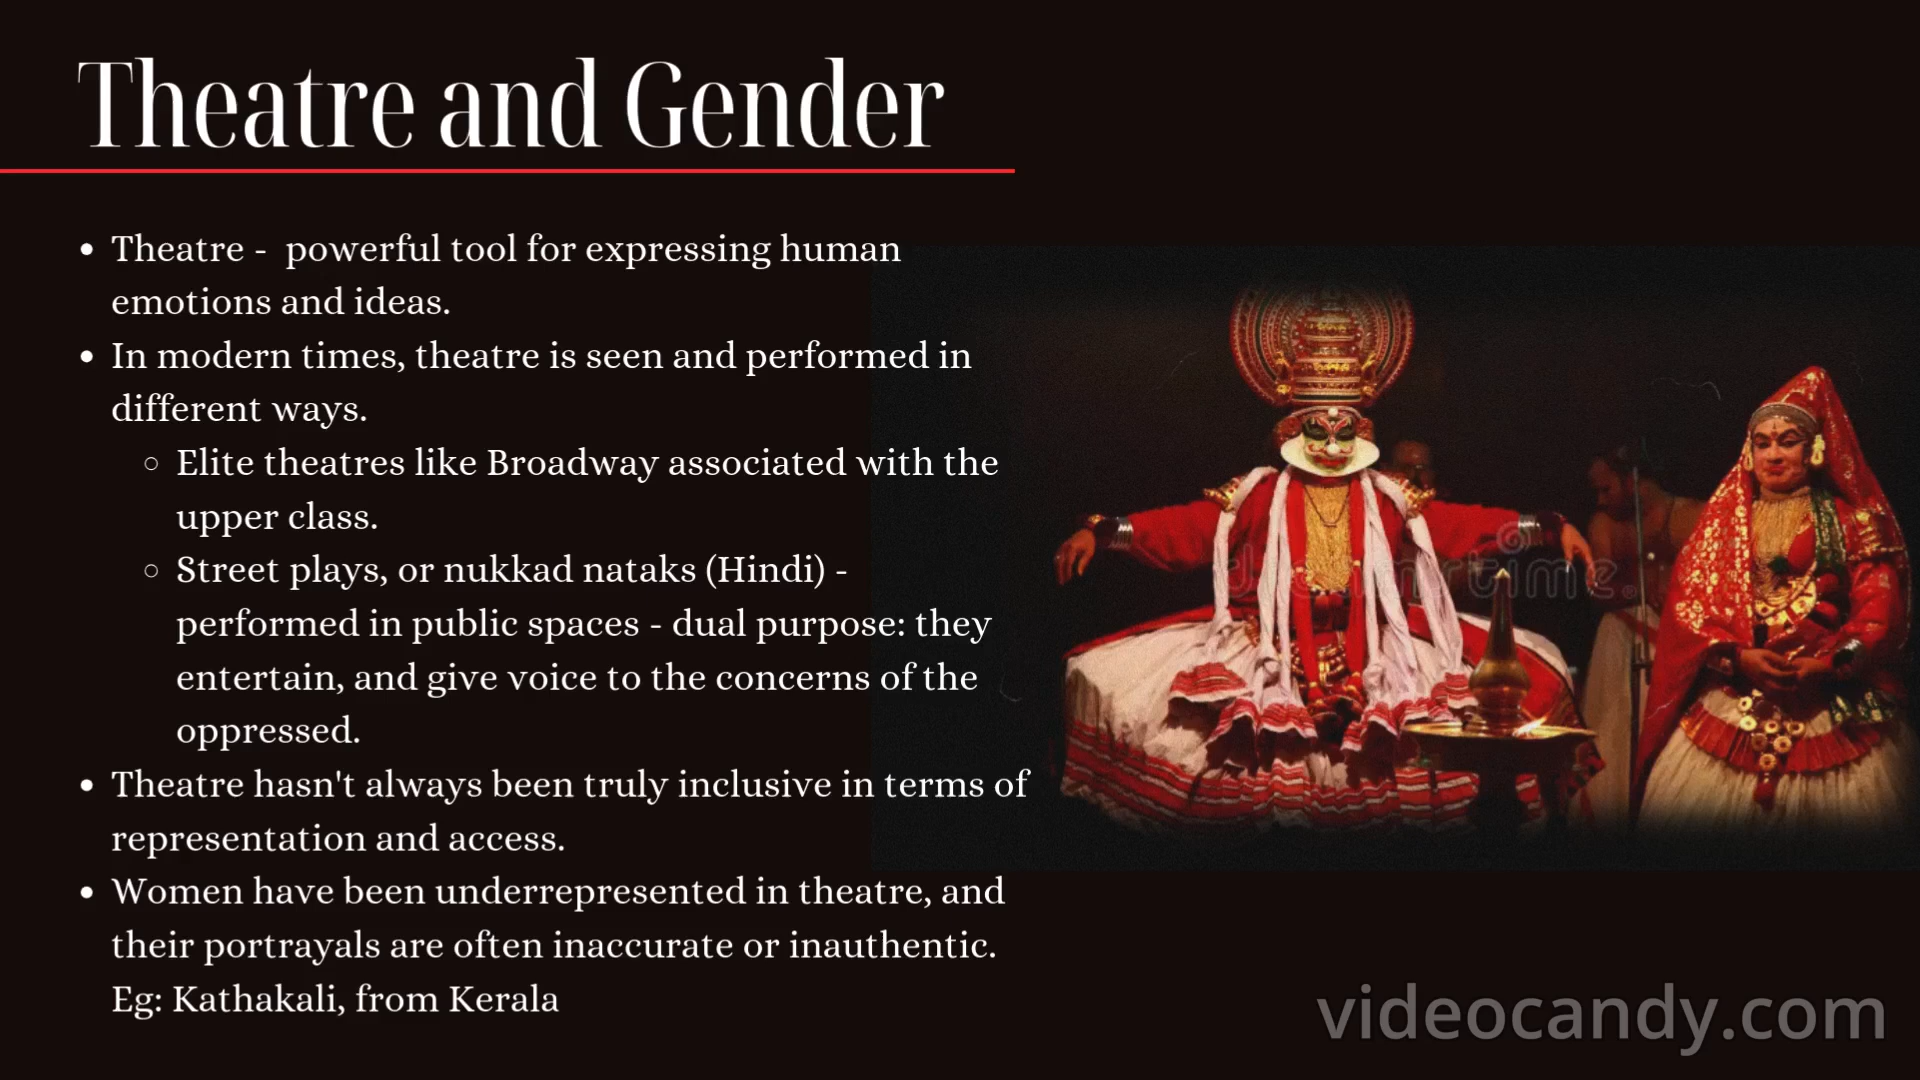 Theatre and Gender
• Theatre -  powerful tool for expressing human
emotions and ideas.
• In modern times, theatre is seen and performed in
different ways.
○ Elite theatres like Broadway associated with the
upper class.
○ Street plays, or nukkad nataks (Hindi) -
performed in public spaces - dual purpose: they
entertain, and give voice to the concerns of the
oppressed.
• Theatre hasn't always been truly inclusive in terms of
representation and access.
• Women have been underrepresented in theatre, and
their portrayals are often inaccurate or inauthentic.
Eg: Kathakali, from Kerala
videocandy.com